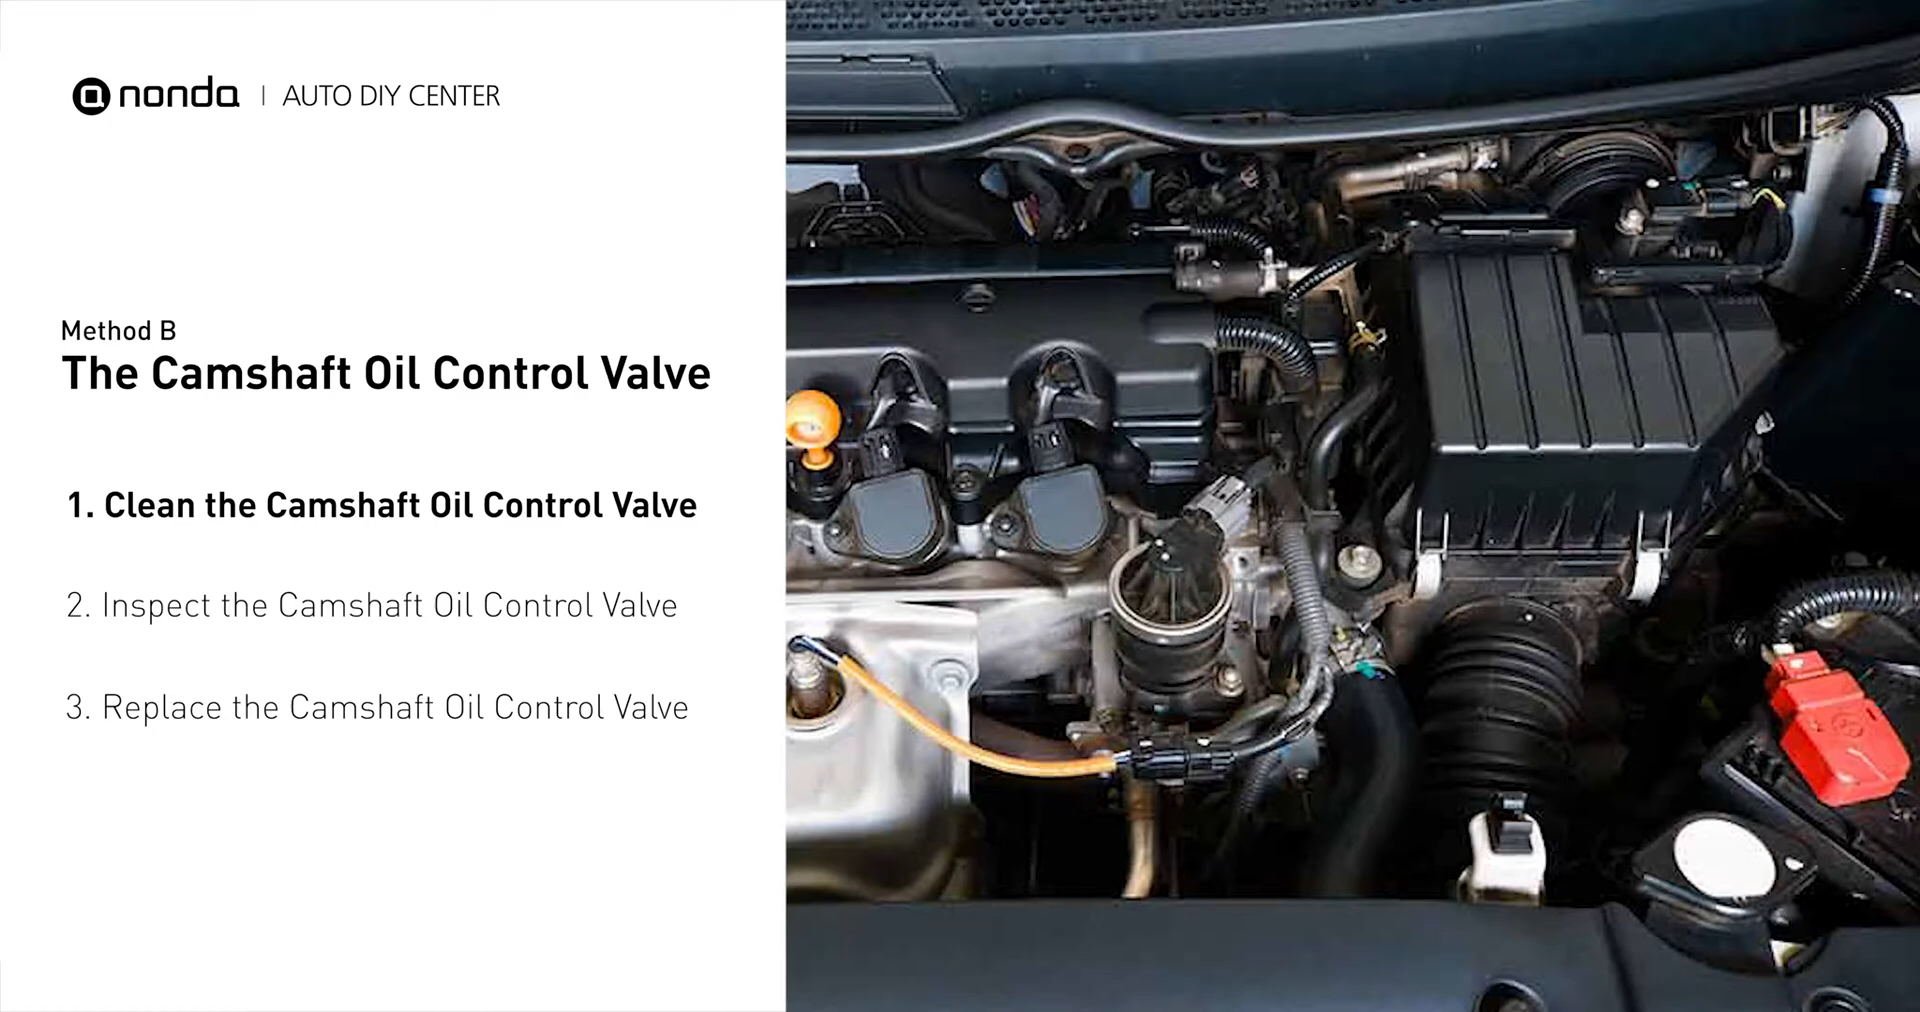 nonda | AUTO DIY CENTER
Method B
The Camshaft Oil Control Valve
1. Clean the Camshaft Oil Control Valve
2. Inspect the Camshaft Oil Control Valve
3. Replace the Camshaft Oil Control Valve